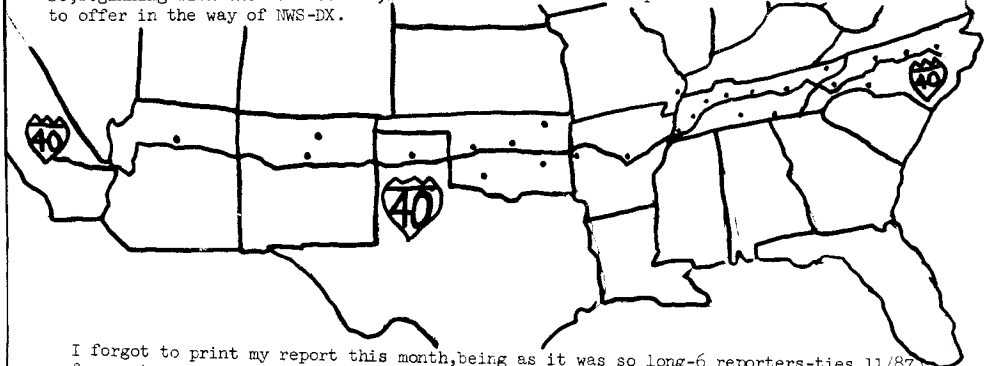 to offer in the way of NWS-DX.
40
40
40
I forgot to print my report this month,being as it was so long-6 reporters-ties 11/87